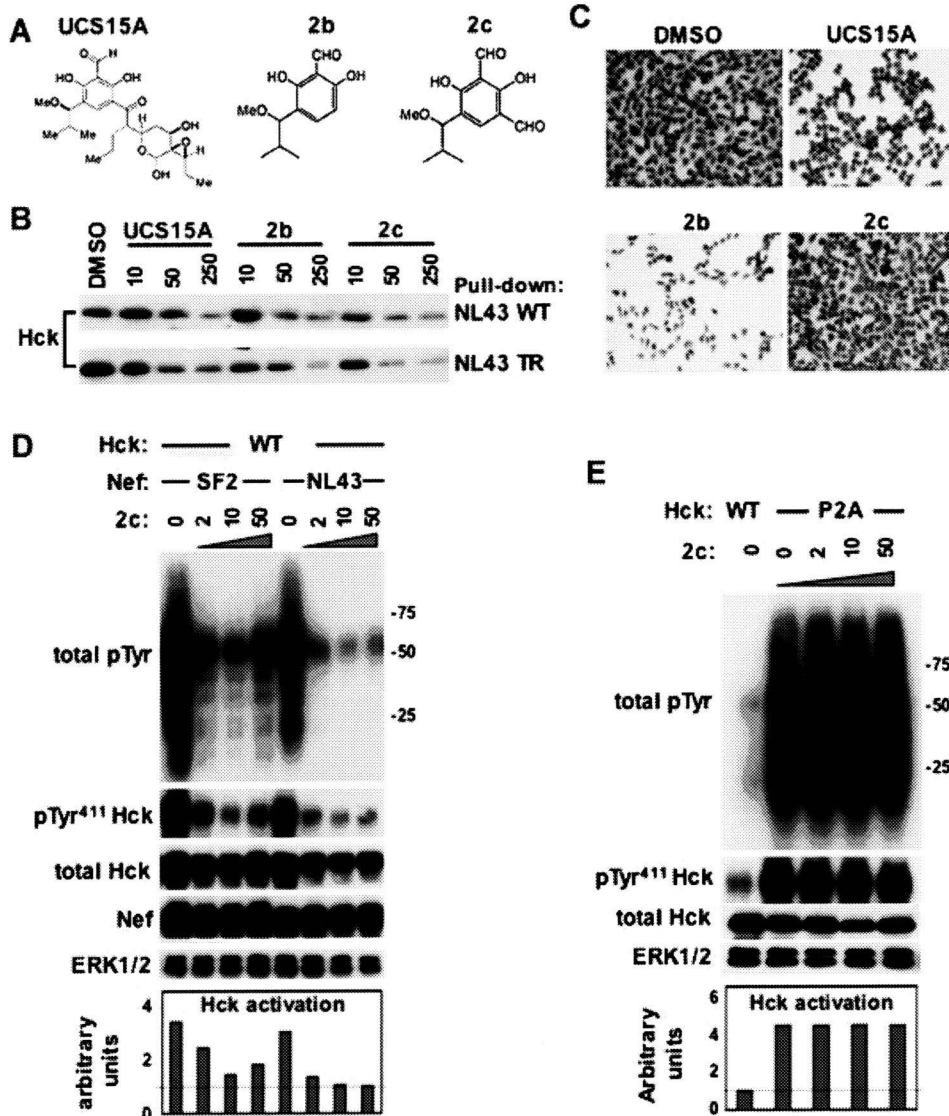 A
UCS15A
2b
2c
O H
OH OH
MeO O
Me Me H OH
O O H
Me
OH Me
CHO
HO OH
MeO
CHO
HO OH
MeO CHO
B
DMSO UCS15A 2b 2c
10 50 250 10 50 250 10 50 250 Pull-down:
Hck
NL43 WT
NL43 TR
C
DMSO UCS15A
2b 2c
D
Hck: WT
Nef: SF2 NL43
2c: 0 2 10 50 0 2 10 50
total pTyr
-75
-50
-25
pTyr⁴¹¹ Hck
total Hck
Nef
ERK1/2
Hck activation
arbitrary units
4
2
0
E
Hck: WT P2A
2c: 0 0 2 10 50
total pTyr
-75
-50
-25
pTyr⁴¹¹ Hck
total Hck
ERK1/2
Hck activation
Arbitrary units
6
4
2
0